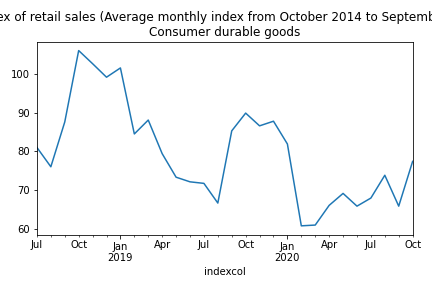 ex of retail sales (Average monthly index from October 2014 to Septemb
Consumer durable goods
100
90
80
70
60
Jul Oct Jan Apr Jul Oct Jan Apr Jul Oct
2019 2020
indexcol